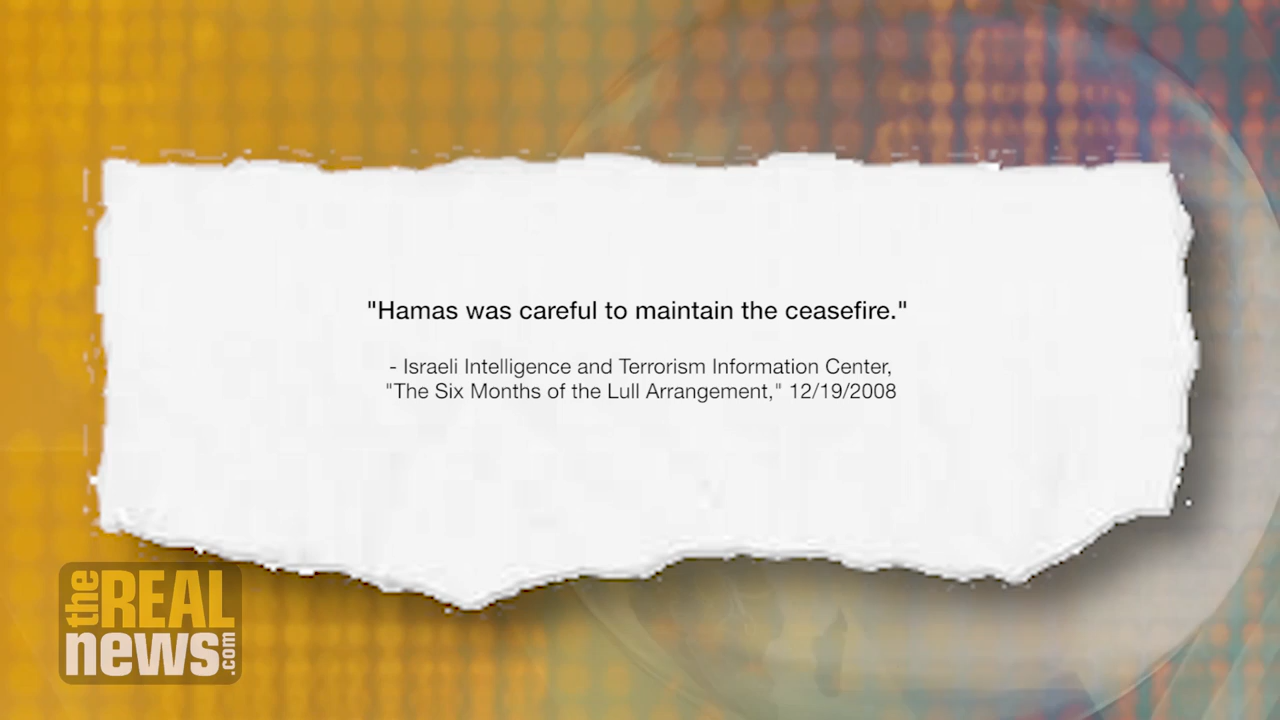 "Hamas was careful to maintain the ceasefire."
- Israeli Intelligence and Terrorism Information Center,
"The Six Months of the Lull Arrangement," 12/19/2008
the REAL
news.com